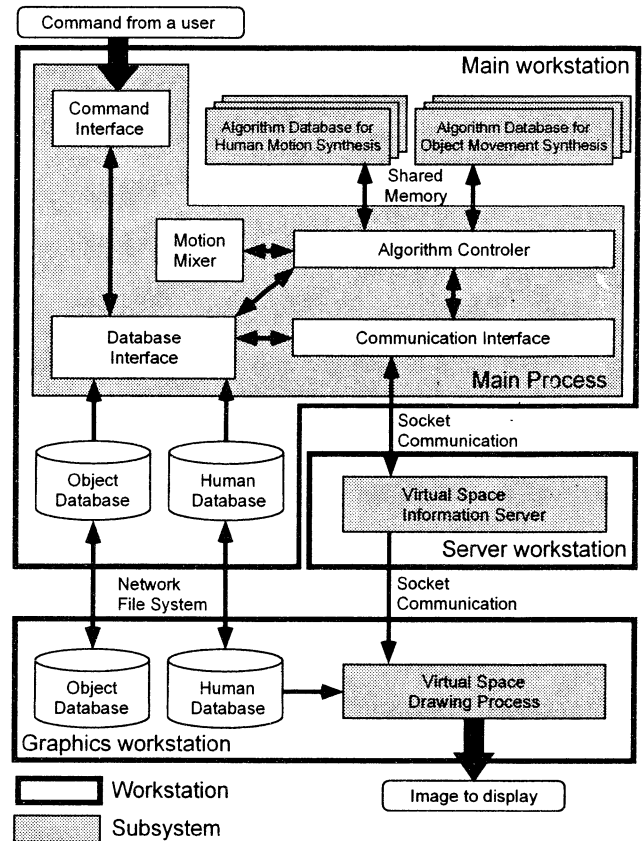 Command from a user
Main workstation
Command
Interface
Algorithm Database for
Human Motion Synthesis
Algorithm Database for
Object Movement Synthesis
Shared
Memory
Motion
Mixer
Algorithm Controler
Database
Interface
Communication Interface
Main Process
Socket
Communication
Object
Database
Human
Database
Virtual Space
Information Server
Server workstation
Network
File System
Socket
Communication
Object
Database
Human
Database
Virtual Space
Drawing Process
Graphics workstation
Workstation
Image to display
Subsystem